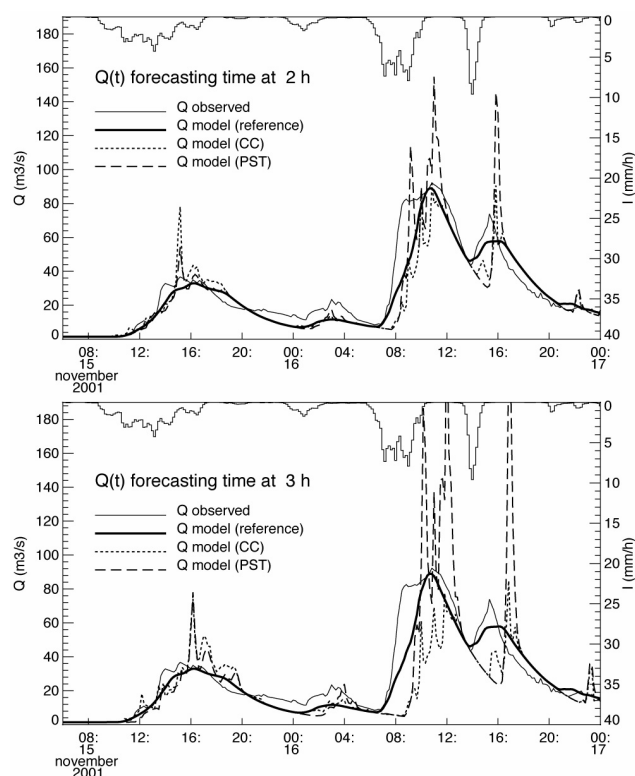 180
160
140
120
100
80
60
40
20
0
Q (m3/s)
0
5
10
15
20
25
30
35
40
I (mm/h)
Q(t) forecasting time at 2 h
Q observed
Q model (reference)
Q model (CC)
Q model (PST)
08: 12: 16: 20: 00: 04: 08: 12: 16: 20: 00:
15 16 17
november
2001
180
160
140
120
100
80
60
40
20
0
Q (m3/s)
0
5
10
15
20
25
30
35
40
I (mm/h)
Q(t) forecasting time at 3 h
Q observed
Q model (reference)
Q model (CC)
Q model (PST)
08: 12: 16: 20: 00: 04: 08: 12: 16: 20: 00:
15 16 17
november
2001